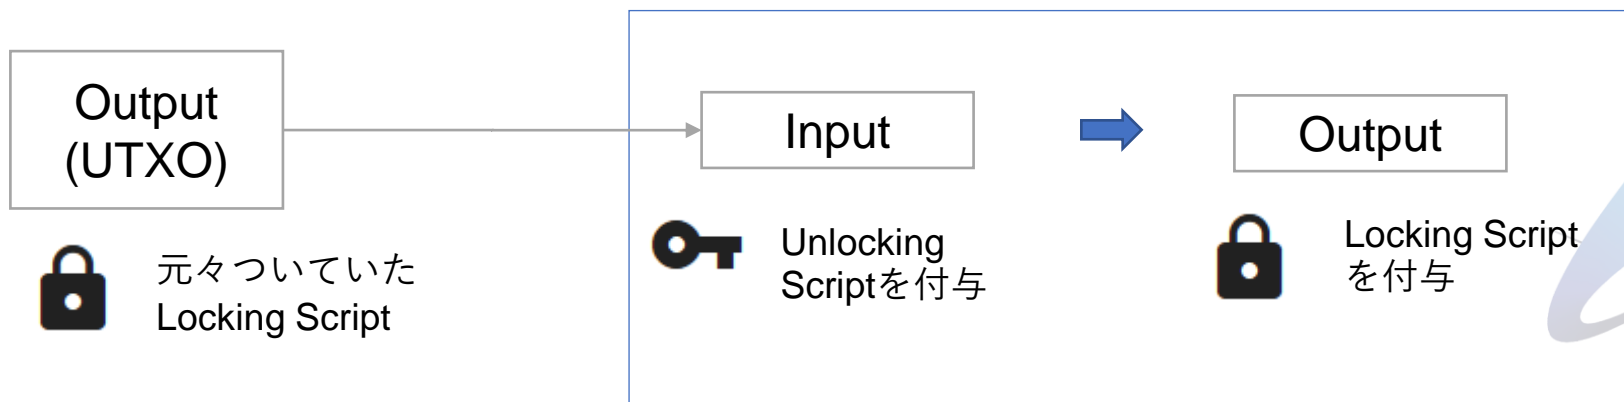 Output
(UTXO)
元々ついていた
Locking Script
Input
Unlocking
Scriptを付与
Output
Locking Script
を付与